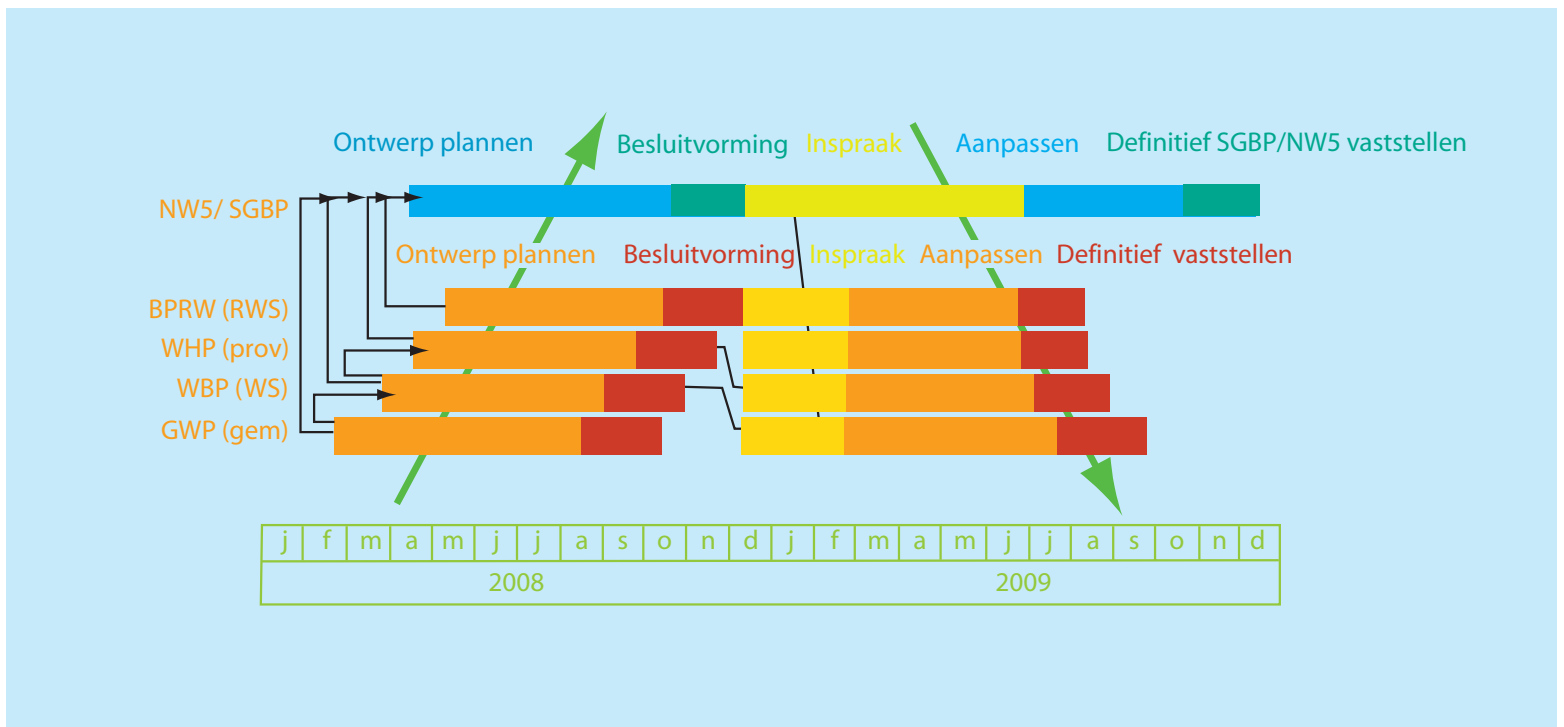 Ontwerp plannen Besluitvorming Inspraak Aanpassen Definitief SGBP/NW5 vaststellen
NW5/ SGBP
Ontwerp plannen Besluitvorming Inspraak Aanpassen Definitief vaststellen
BPRW (RWS)
WHP (prov)
WBP (WS)
GWP (gem)
j f m a m j j a s o n d j f m a m j j a s o n d
2008 2009